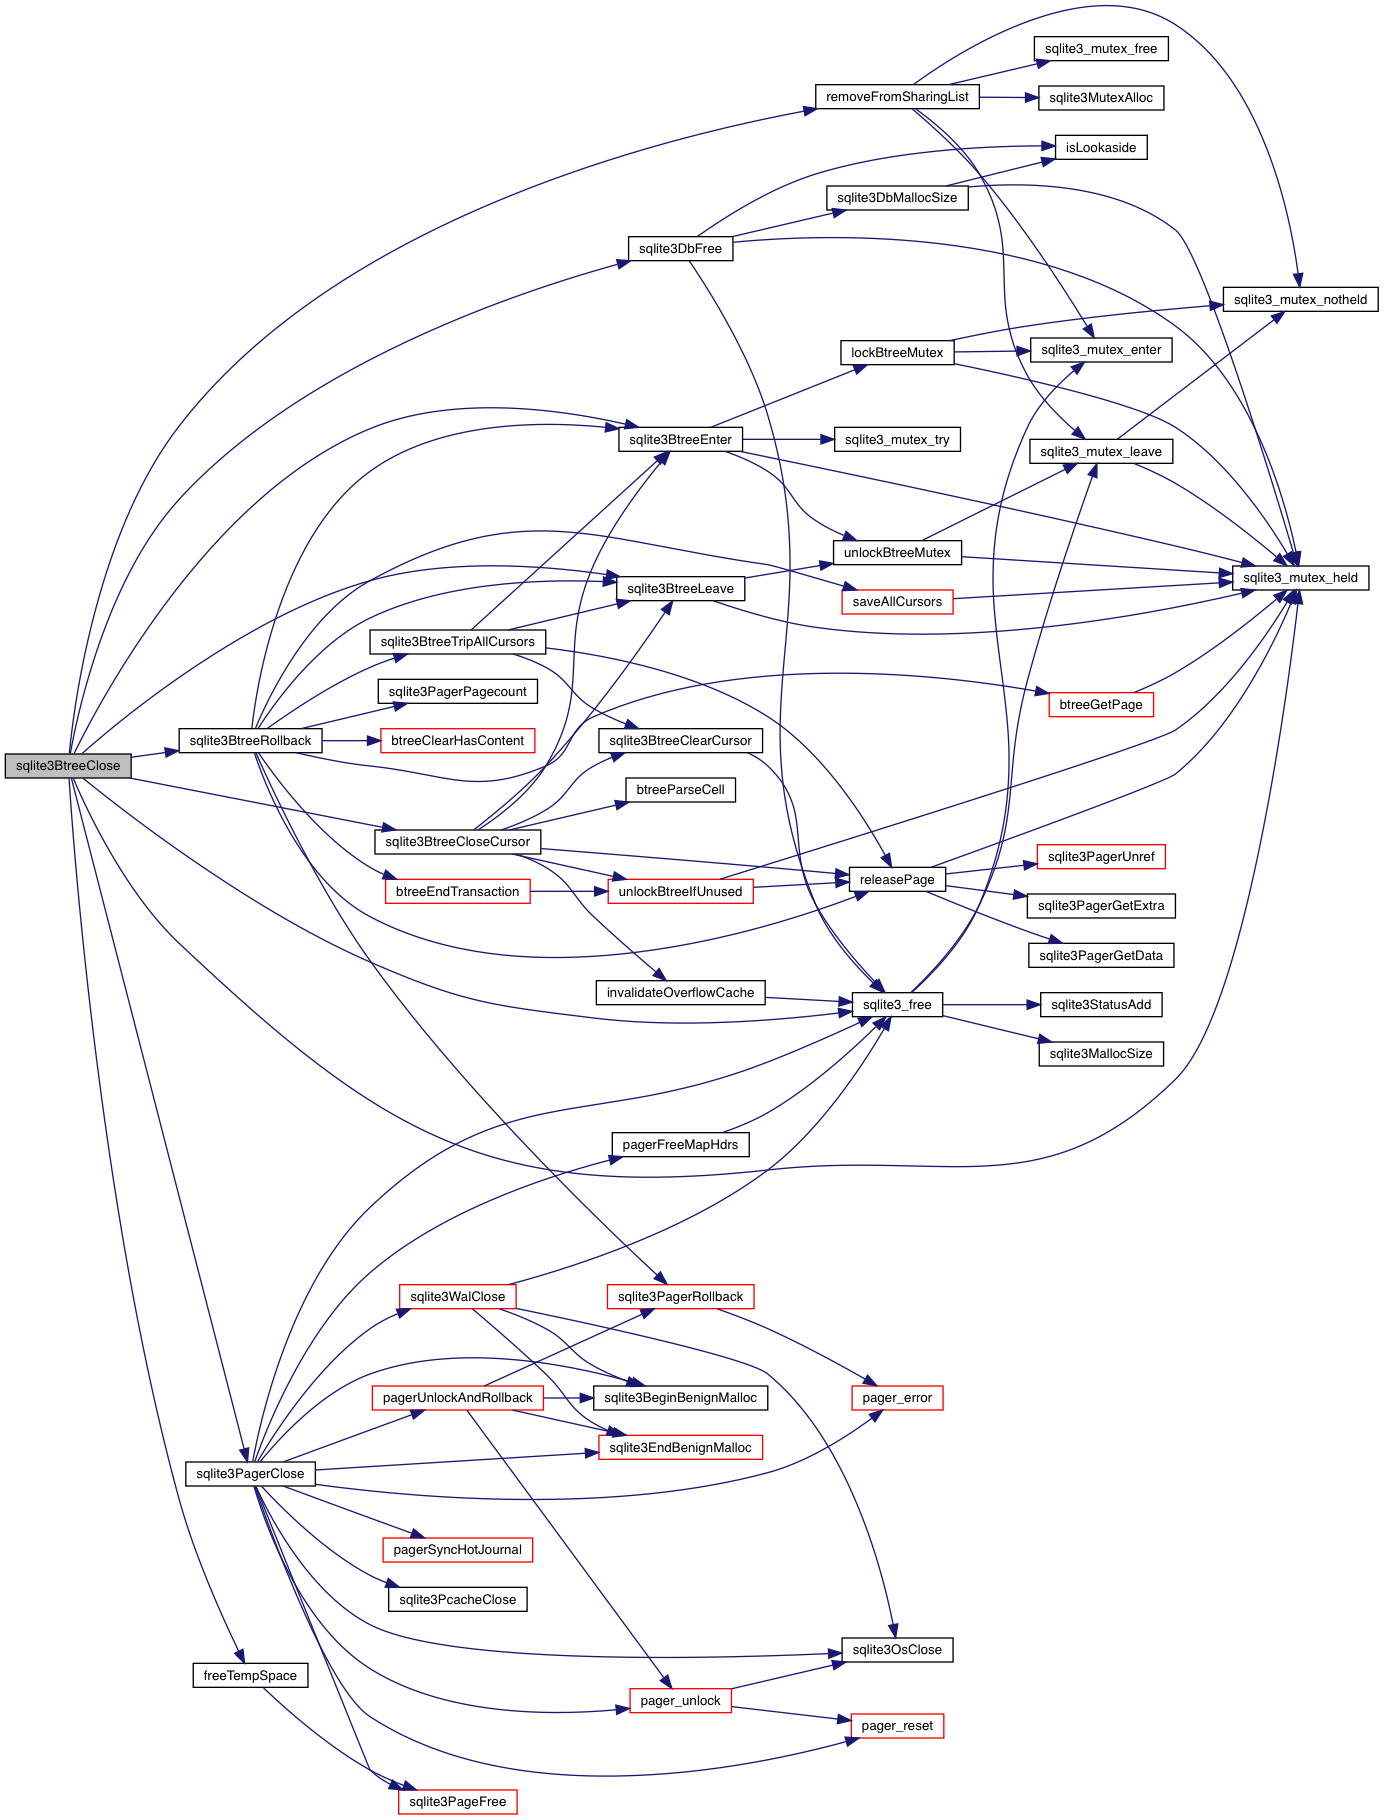 sqlite3_mutex_free
removeFromSharingList
sqlite3MutexAlloc
isLookaside
sqlite3DbMallocSize
sqlite3DbFree
sqlite3_mutex_notheld
lockBtreeMutex
sqlite3_mutex_enter
sqlite3BtreeEnter
sqlite3_mutex_try
sqlite3_mutex_leave
unlockBtreeMutex
sqlite3_mutex_held
sqlite3BtreeLeave
saveAllCursors
sqlite3BtreeTripAllCursors
sqlite3PagerPagecount
btreeGetPage
sqlite3BtreeRollback
btreeClearHasContent
sqlite3BtreeClearCursor
sqlite3BtreeClose
btreeParseCell
sqlite3BtreeCloseCursor
sqlite3PagerUnref
releasePage
btreeEndTransaction
unlockBtreeIfUnused
sqlite3PagerGetExtra
sqlite3PagerGetData
invalidateOverflowCache
sqlite3_free
sqlite3StatusAdd
sqlite3MallocSize
pagerFreeMapHdrs
sqlite3WalClose
sqlite3PagerRollback
pagerUnlockAndRollback
sqlite3BeginBenignMalloc
pager_error
sqlite3EndBenignMalloc
sqlite3PagerClose
pagerSyncHotJournal
sqlite3PcacheClose
sqlite3OsClose
freeTempSpace
pager_unlock
pager_reset
sqlite3PageFree